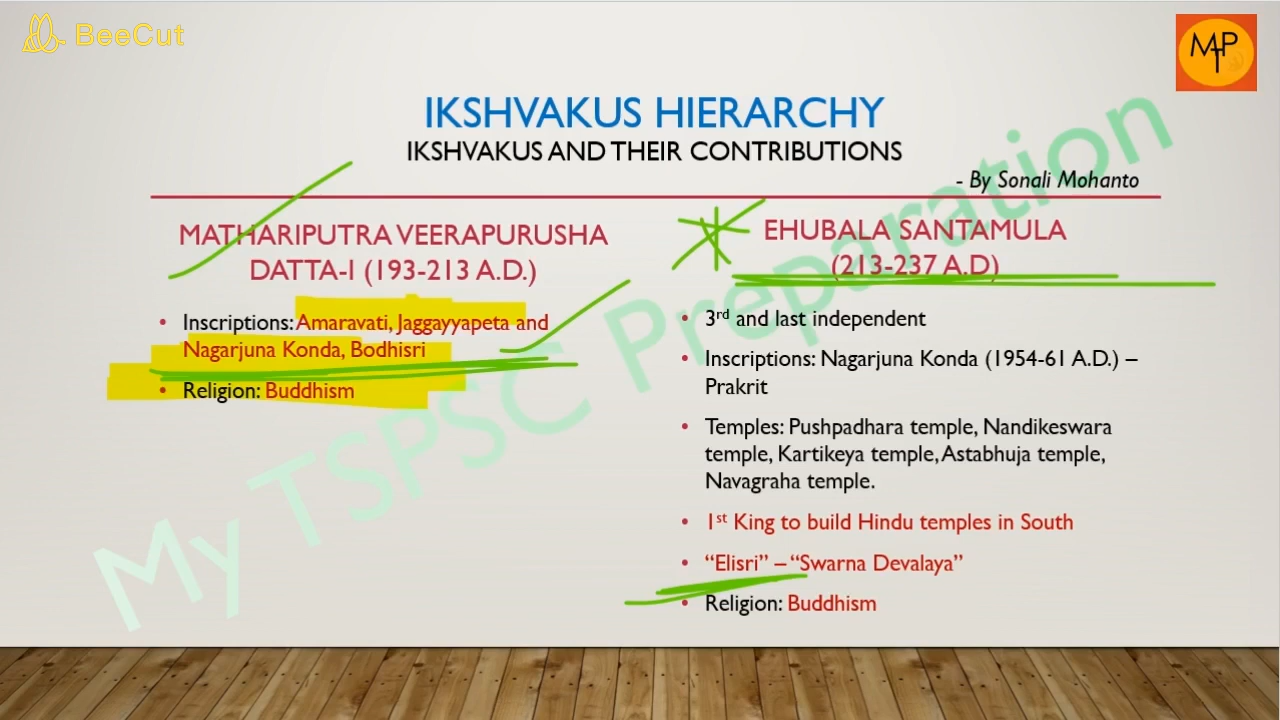 BeeCut
MTP
IKSHVAKUS HIERARCHY
IKSHVAKUS AND THEIR CONTRIBUTIONS
- By Sonali Mohanto
MATHARIPUTRA VEERAPURUSHA
DATTA-I (193-213 A.D.)
• Inscriptions: Amaravati, Jaggayyapeta and
Nagarjuna Konda, Bodhisri
• Religion: Buddhism
EHUBALA SANTAMULA
(213-237 A.D)
• 3rd and last independent
• Inscriptions: Nagarjuna Konda (1954-61 A.D.) –
Prakrit
• Temples: Pushpadhara temple, Nandikeswara
temple, Kartikeya temple, Astabhuja temple,
Navagraha temple.
• 1st King to build Hindu temples in South
• “Elisri” – “Swarna Devalaya”
• Religion: Buddhism
My TSPSC Preparation